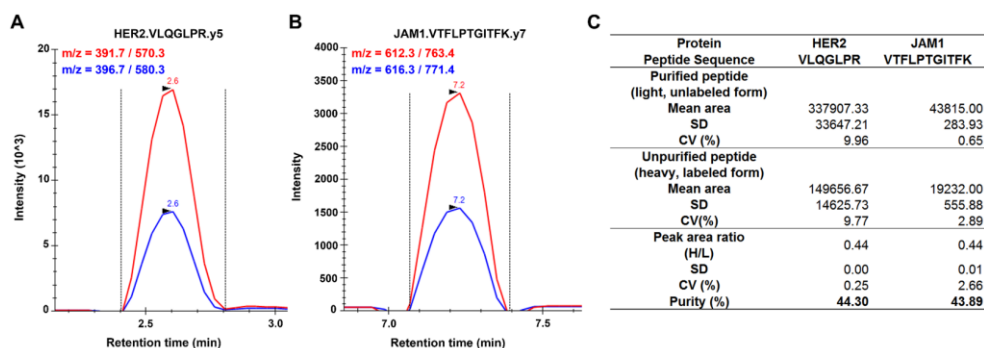 A
HER2.VLQGLPR.y5
m/z = 391.7 / 570.3
m/z = 396.7 / 580.3
20
15
10
5
0
Intensity (10^3)
2.6
2.6
2.5
3.0
Retention time (min)
B
JAM1.VTFLPTGITFK.y7
m/z = 612.3 / 763.4
m/z = 616.3 / 771.4
4000
3500
3000
2500
2000
1500
1000
500
0
Intensity
7.2
7.2
7.0
7.5
Retention time (min)
C
Protein HER2 JAM1
Peptide Sequence VLQGLPR VTFLPTGITFK
Purified peptide
(light, unlabeled form)
Mean area 337907.33 43815.00
SD 33647.21 283.93
CV (%) 9.96 0.65
Unpurified peptide
(heavy, labeled form)
Mean area 149656.67 19232.00
SD 14625.73 555.88
CV(%) 9.77 2.89
Peak area ratio
(H/L) 0.44 0.44
SD 0.00 0.01
CV (%) 0.25 2.66
Purity (%) 44.30 43.89